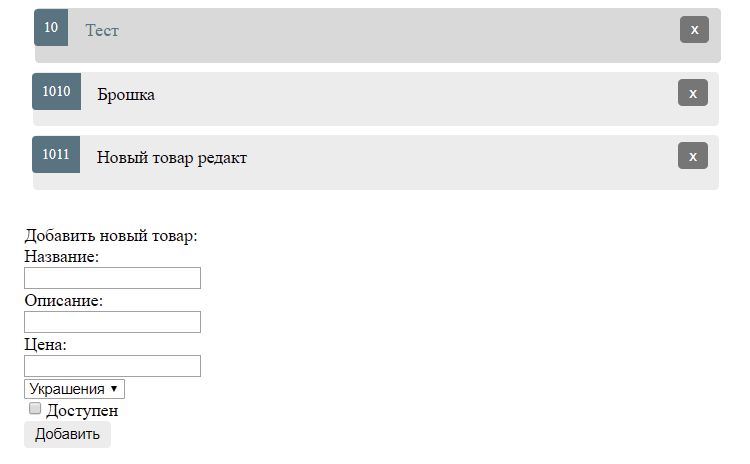 10 Тест x
1010 Брошка x
1011 Новый товар редакт x
Добавить новый товар:
Название:
Описание:
Цена:
Украшения
Доступен
Добавить